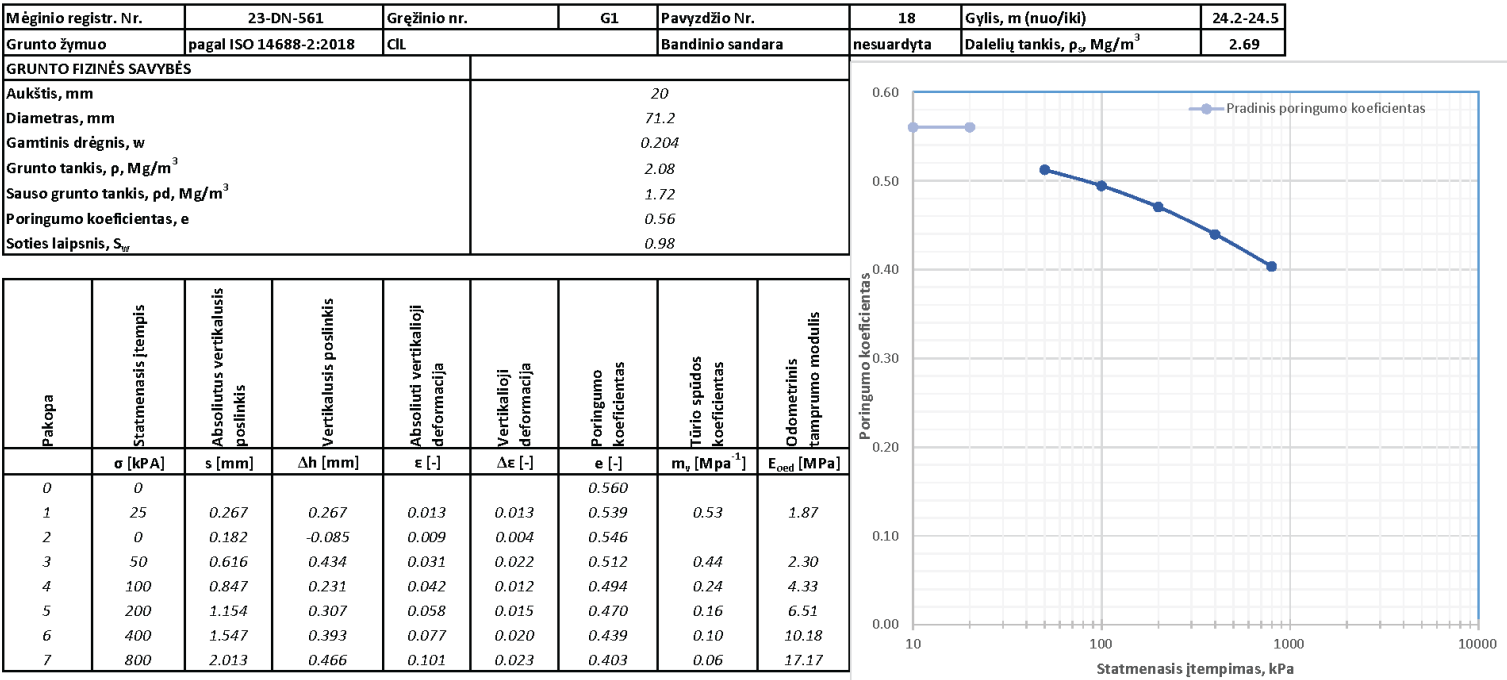 Mėginio registr. Nr. 23-DN-561 Gręžinio nr. G1 Pavyzdžio Nr. 18 Gylis, m (nuo/iki) 24.2-24.5
Grunto žymuo pagal ISO 14688-2:2018 ClL Bandinio sandara nesuardyta Dalelių tankis, ρs, Mg/m³ 2.69
GRUNTO FIZINĖS SAVYBĖS
Aukštis, mm 20
Diametras, mm 71.2
Gamtinis drėgnis, w 0.204
Grunto tankis, ρ, Mg/m³ 2.08
Sauso grunto tankis, ρd, Mg/m³ 1.72
Poringumo koeficientas, e 0.56
Soties laipsnis, Sw 0.98
Pakopa
Statmenasis įtempis
Absoliutus vertikalusis
poslinkis
Vertikalusis poslinkis
Absoliuti vertikalioji
deformacija
Vertikalioji
deformacija
Poringumo
koeficientas
Tūrio spūdos
koeficientas
Odometrinis
tamprumo modulis
σ [kPA] s [mm] Δh [mm] ε [-] Δε [-] e [-] mv [Mpa⁻¹] Eoed [MPa]
0 0 0.560
1 25 0.267 0.267 0.013 0.013 0.539 0.53 1.87
2 0 0.182 -0.085 0.009 0.004 0.546
3 50 0.616 0.434 0.031 0.022 0.512 0.44 2.30
4 100 0.847 0.231 0.042 0.012 0.494 0.24 4.33
5 200 1.154 0.307 0.058 0.015 0.470 0.16 6.51
6 400 1.547 0.393 0.077 0.020 0.439 0.10 10.18
7 800 2.013 0.466 0.101 0.023 0.403 0.06 17.17
Pradinis poringumo koeficientas
Poringumo koeficientas
0.60
0.50
0.40
0.30
0.20
0.10
0.00
10 100 1000 10000
Statmenasis įtempimas, kPa